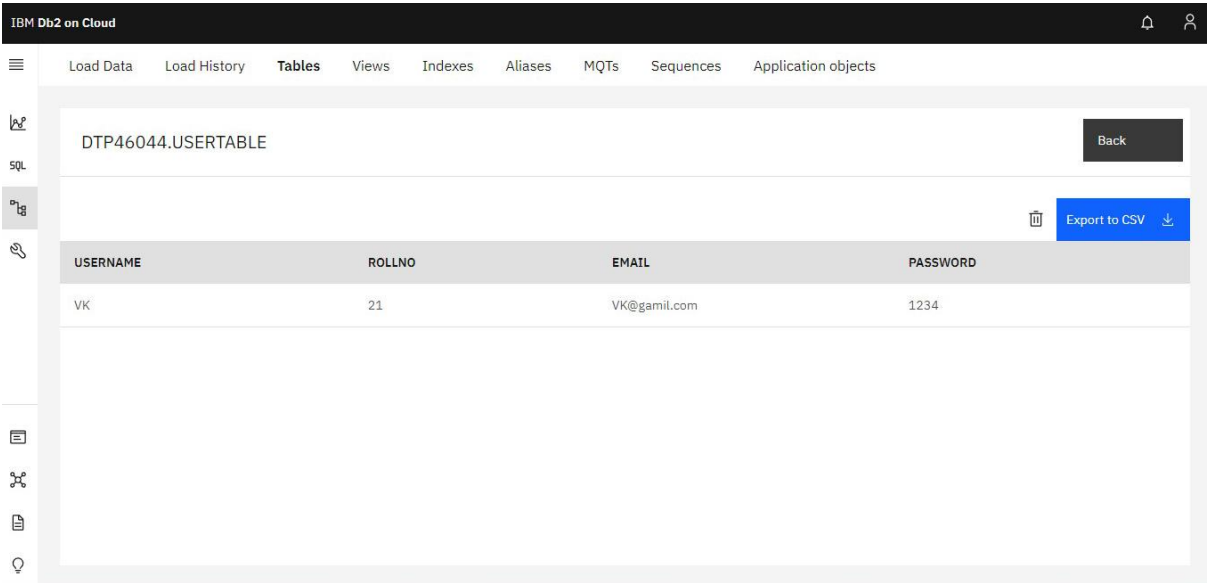 IBM Db2 on Cloud
Load Data Load History Tables Views Indexes Aliases MQTs Sequences Application objects
DTP46044.USERTABLE
Back
SQL
Export to CSV
USERNAME ROLLNO EMAIL PASSWORD
VK 21 VK@gamil.com 1234